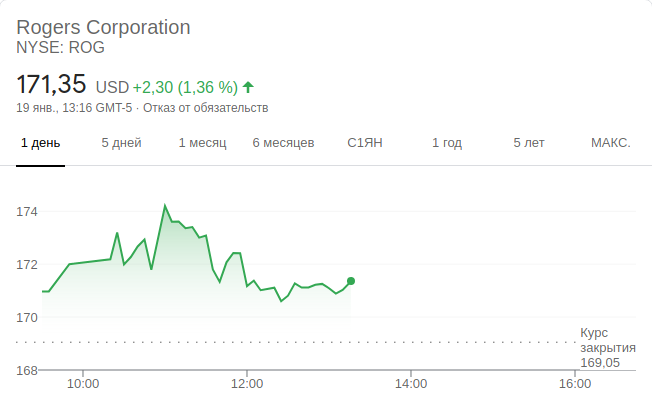 Rogers Corporation
NYSE: ROG
171,35 USD +2,30 (1,36 %)
19 янв., 13:16 GMT-5 · Отказ от обязательств
1 день 5 дней 1 месяц 6 месяцев С1ЯН 1 год 5 лет МАКС.
174
172
170
Курс
закрытия
169,05
168
10:00 12:00 14:00 16:00